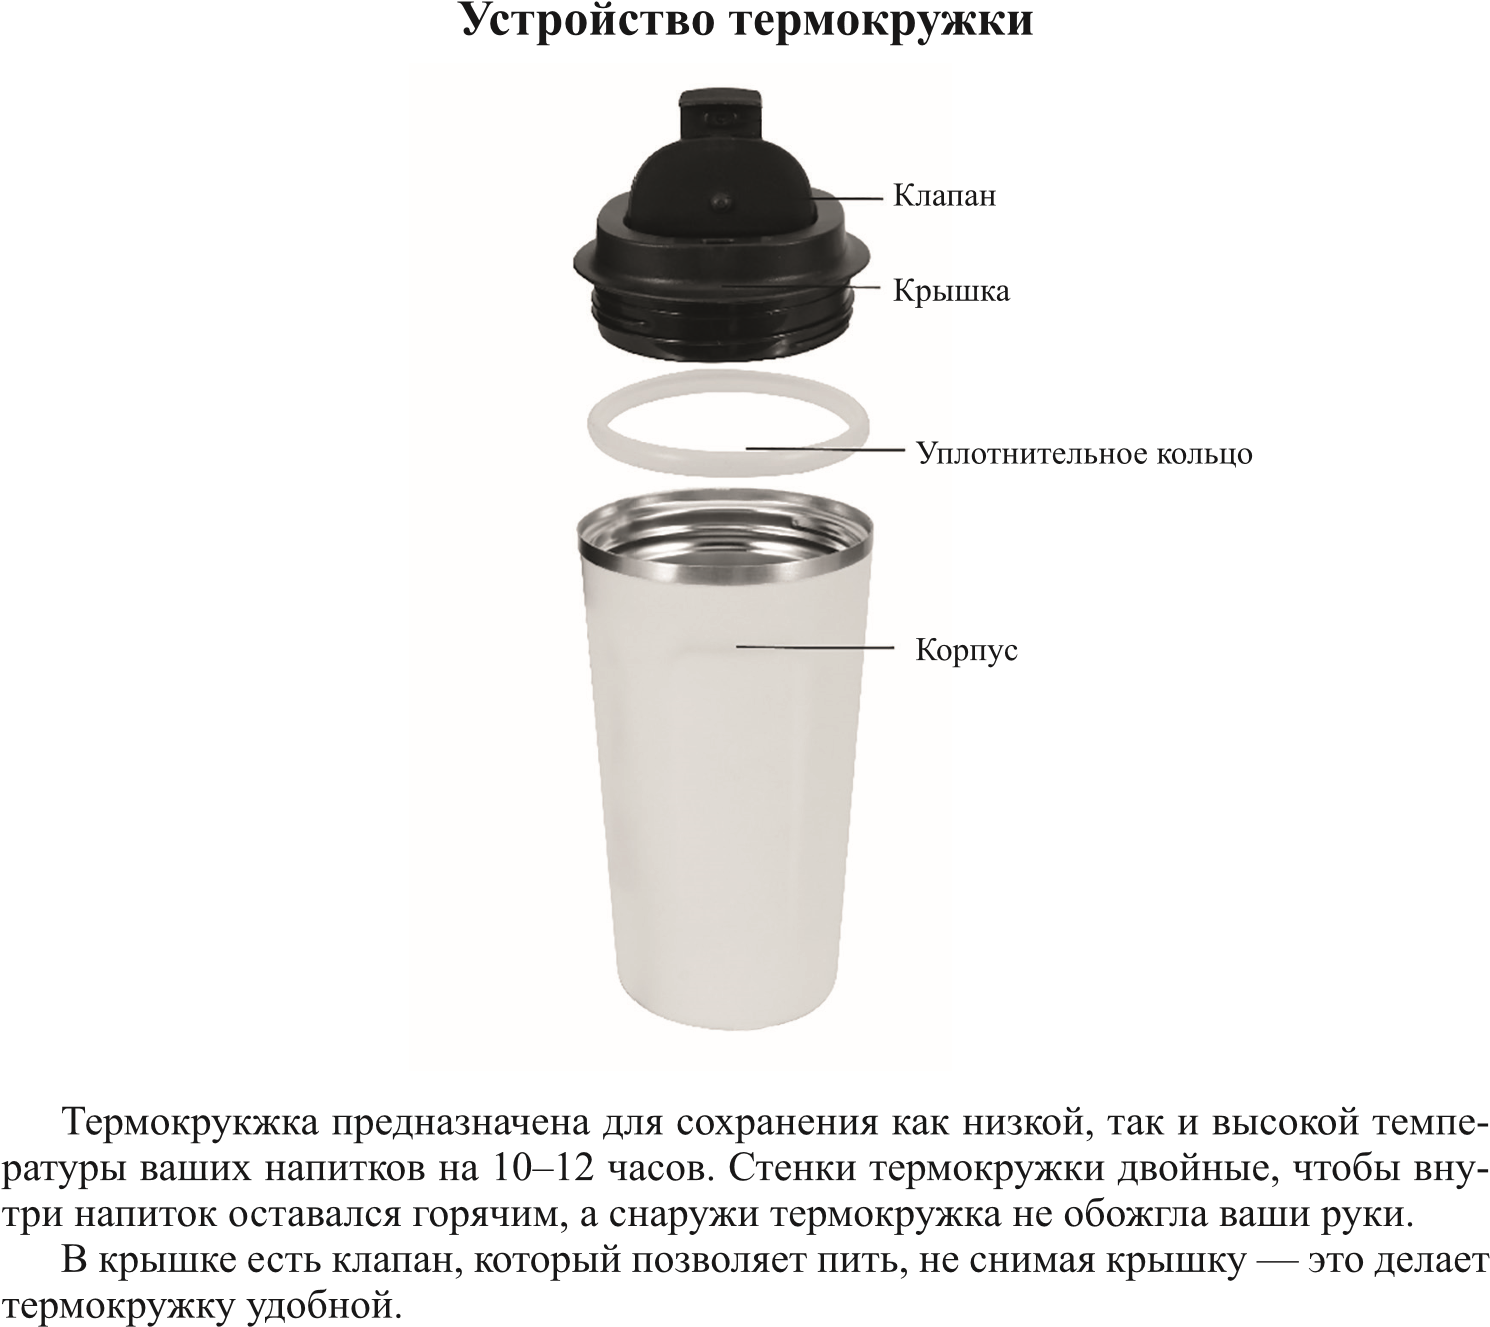 Устройство термокружки
Клапан
Крышка
Уплотнительное кольцо
Корпус
Термокрукжка предназначена для сохранения как низкой, так и высокой темпе-
ратуры ваших напитков на 10–12 часов. Стенки термокружки двойные, чтобы вну-
три напиток оставался горячим, а снаружи термокружка не обожгла ваши руки.
В крышке есть клапан, который позволяет пить, не снимая крышку — это делает
термокружку удобной.